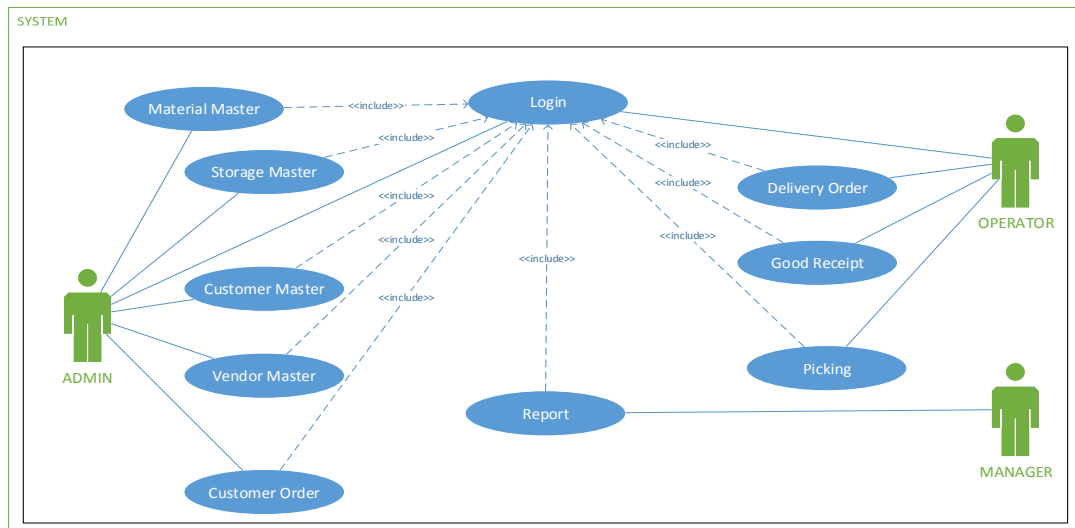 SYSTEM
Material Master
<<include>>
Login
Storage Master
<<include>>
<<include>>
Delivery Order
OPERATOR
<<include>>
<<include>>
Customer Master
<<include>>
<<include>>
<<include>>
Good Receipt
<<include>>
ADMIN
Vendor Master
Picking
Report
MANAGER
Customer Order